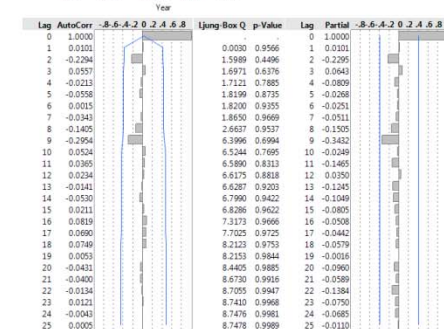 Year
Lag AutoCorr -.8-.6-.4-.2 0 .2 .4 .6 .8 Ljung-Box Q p-Value Lag Partial -.8-.6-.4-.2 0 .2 .4 .6 .8
0 1.0000 . . 0 1.0000
1 0.0101 0.0030 0.9566 1 0.0101
2 -0.2294 1.5989 0.4496 2 -0.2295
3 0.0557 1.6971 0.6376 3 0.0643
4 -0.0213 1.7121 0.7885 4 -0.0809
5 -0.0558 1.8199 0.8735 5 -0.0268
6 0.0015 1.8200 0.9355 6 -0.0251
7 -0.0343 1.8650 0.9669 7 -0.0511
8 -0.1405 2.6637 0.9537 8 -0.1505
9 -0.2954 6.3996 0.6994 9 -0.3432
10 0.0524 6.5244 0.7695 10 -0.0249
11 0.0365 6.5890 0.8313 11 -0.1465
12 0.0234 6.6175 0.8818 12 0.0350
13 -0.0141 6.6287 0.9203 13 -0.1245
14 -0.0530 6.7990 0.9422 14 -0.1049
15 0.0211 6.8286 0.9622 15 -0.0805
16 0.0819 7.3173 0.9666 16 -0.0508
17 0.0690 7.7025 0.9725 17 -0.0442
18 0.0749 8.2123 0.9753 18 -0.0579
19 0.0053 8.2153 0.9844 19 -0.0016
20 -0.0431 8.4405 0.9885 20 -0.0960
21 -0.0400 8.6730 0.9916 21 -0.0589
22 -0.0134 8.7055 0.9947 22 -0.1384
23 0.0121 8.7410 0.9968 23 -0.0750
24 -0.0043 8.7476 0.9981 24 -0.0685
25 0.0005 8.7478 0.9989 25 -0.0110